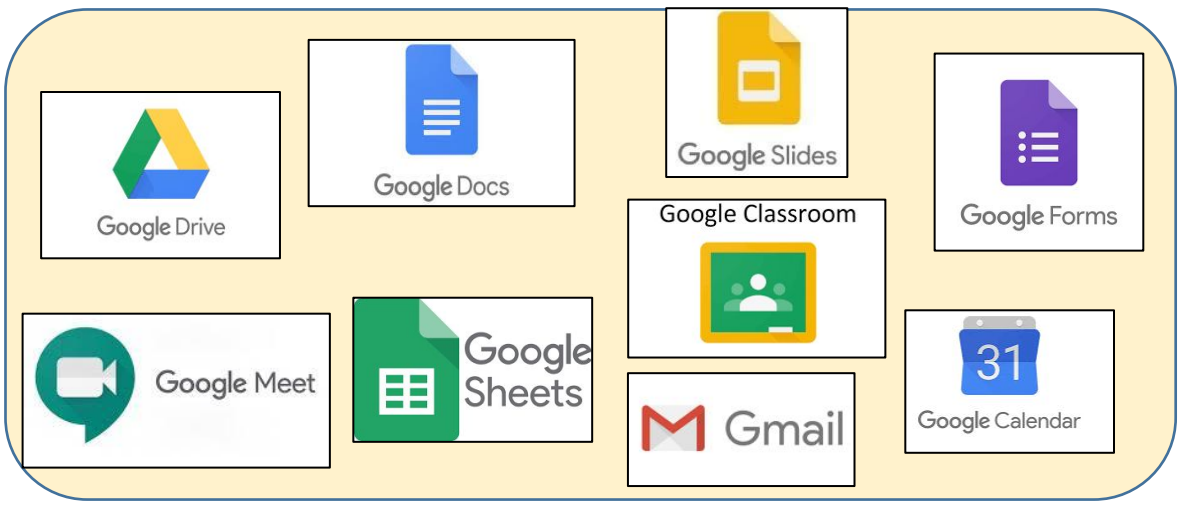 Google Drive
Google Docs
Google Slides
Google Forms
Google Classroom
Google Meet
Google
Sheets
Gmail
31
Google Calendar